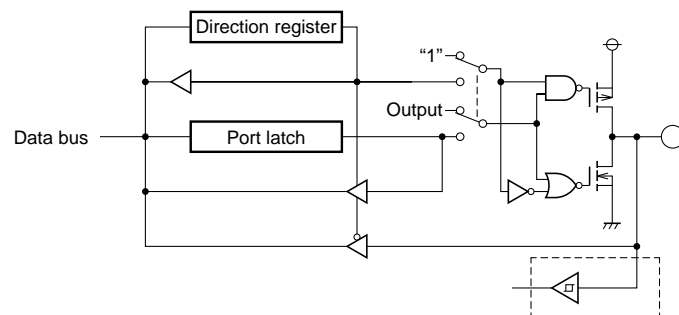 Direction register
“1”
Output
Data bus
Port latch